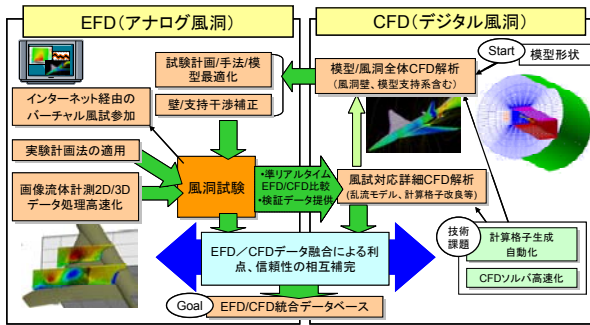 EFD(アナログ風洞)
CFD(デジタル風洞)
試験計画/手法/模
型最適化
壁/支持干渉補正
インターネット経由の
バーチャル風試参加
実験計画法の適用
画像流体計測2D/3D
データ処理高速化
風洞試験
・準リアルタイム
EFD/CFD比較
・検証データ提供
Start
模型形状
模型/風洞全体CFD解析
(風洞壁、模型支持系含む)
風試対応詳細CFD解析
(乱流モデル、計算格子改良等)
技術
課題
計算格子生成
自動化
CFDソルバ高速化
EFD/CFDデータ融合による利
点、信頼性の相互補完
Goal
EFD/CFD統合データベース